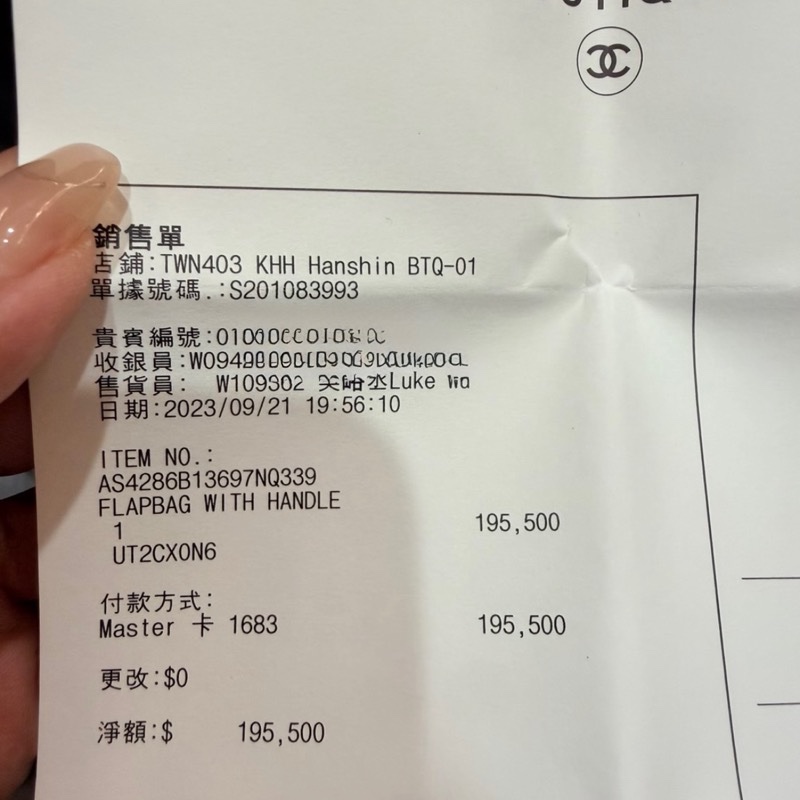 銷售單
店鋪:TWN403 KHH Hanshin BTQ-01
單據號碼.:S201083993
貴賓編號:
收銀員:
售貨員: W109302 Luke
日期:2023/09/21 19:56:10
ITEM NO.:
AS4286B13697NQ339
FLAPBAG WITH HANDLE
1 195,500
UT2CX0N6
付款方式:
Master 卡 1683 195,500
更改:$0
淨額:$ 195,500